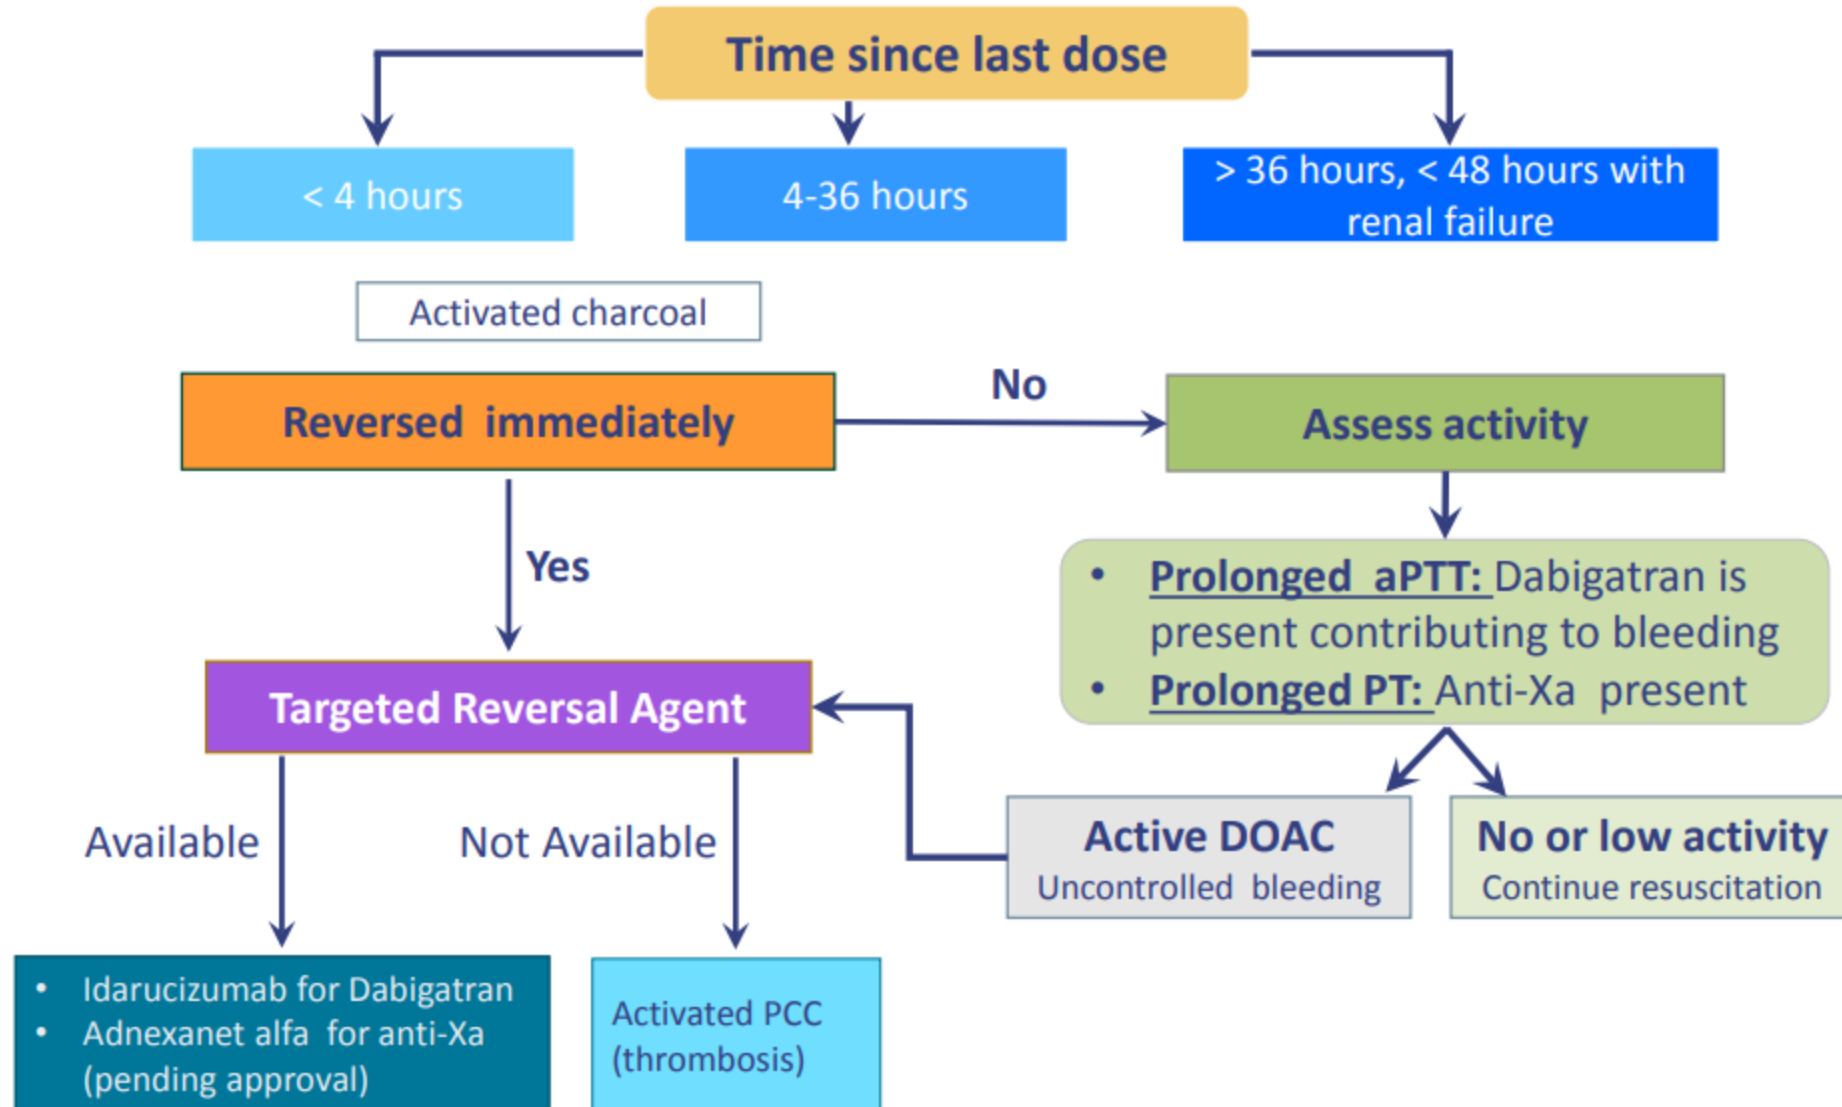 Time since last dose
< 4 hours
4-36 hours
> 36 hours, < 48 hours with
renal failure
Activated charcoal
Reversed immediately
No
Assess activity
Yes
• Prolonged aPTT: Dabigatran is
present contributing to bleeding
• Prolonged PT: Anti-Xa present
Targeted Reversal Agent
Available
Not Available
Active DOAC
Uncontrolled bleeding
No or low activity
Continue resuscitation
• Idarucizumab for Dabigatran
• Adnexanet alfa for anti-Xa
(pending approval)
Activated PCC
(thrombosis)